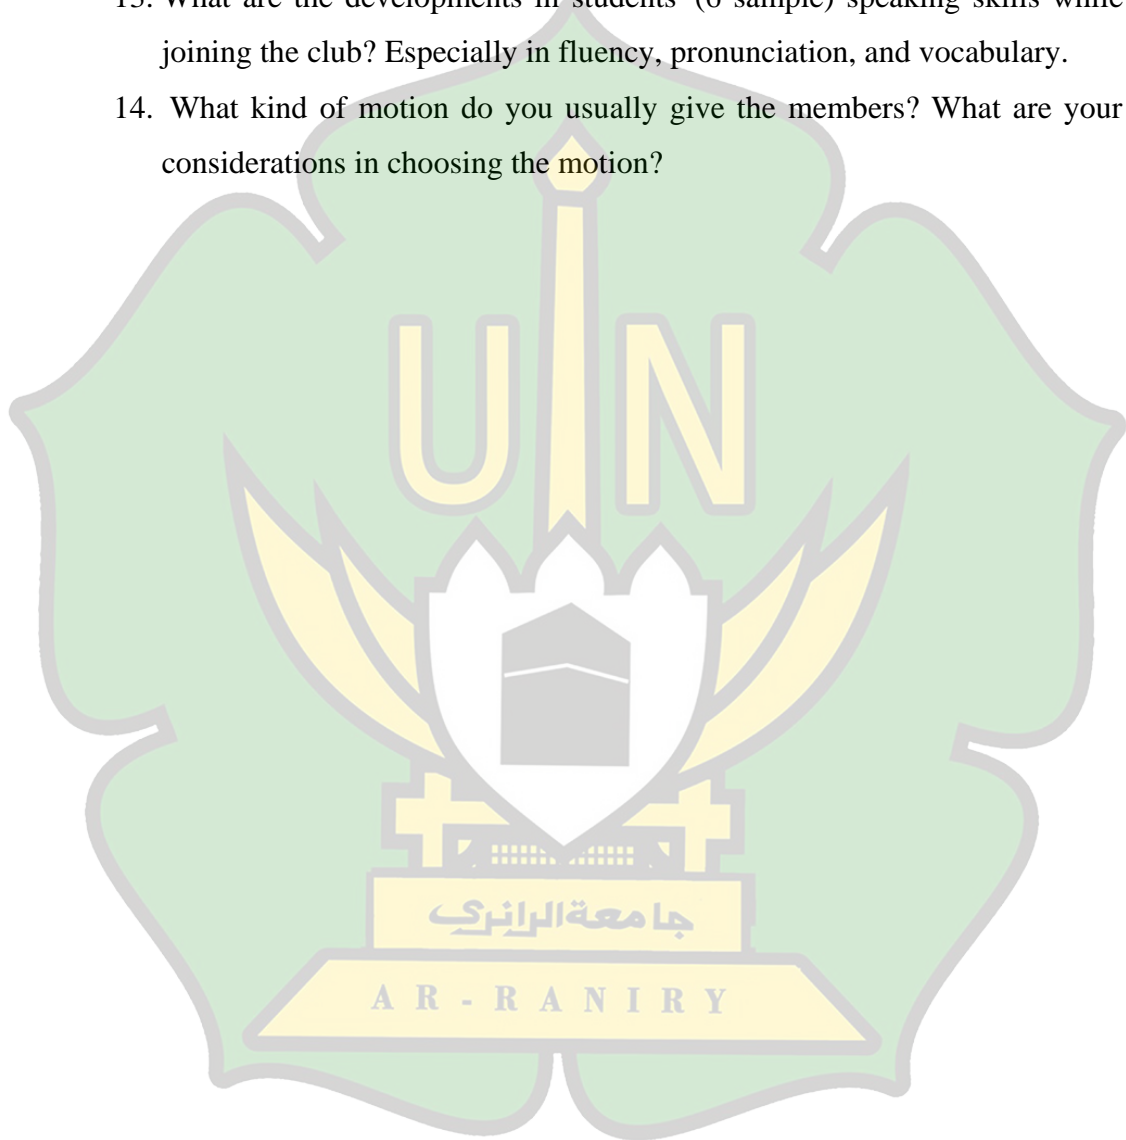 13. What are the developments in students' (6 sample) speaking skills while
joining the club? Especially in fluency, pronunciation, and vocabulary.
14. What kind of motion do you usually give the members? What are your
considerations in choosing the motion?
UIN
جامعة الرانري
AR-RANIRY